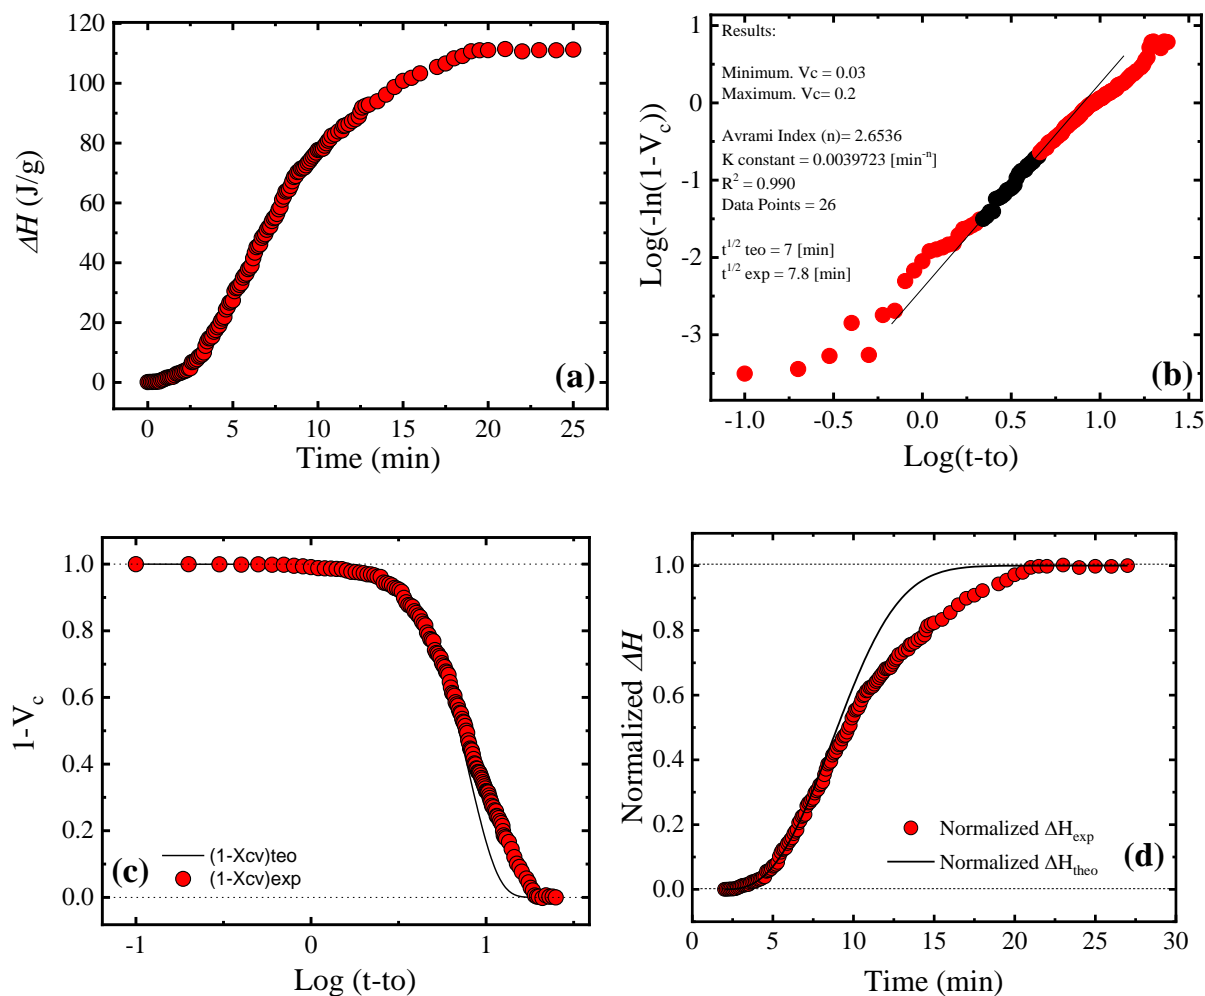 120
100
80
60
40
20
0
ΔH (J/g)
0 5 10 15 20 25
Time (min)
(a)
1
0
-1
-2
-3
Log(-ln(1-Vc))
Results:
Minimum. Vc = 0.03
Maximum. Vc= 0.2
Avrami Index (n)= 2.6536
K constant = 0.0039723 [min⁻ⁿ]
R² = 0.990
Data Points = 26
t^1/2 teo = 7 [min]
t^1/2 exp = 7.8 [min]
(b)
-1.0 -0.5 0.0 0.5 1.0 1.5
Log(t-to)
1.0
0.8
0.6
0.4
0.2
0.0
1-Vc
(c)
(1-Xcv)teo
(1-Xcv)exp
-1 0 1
Log (t-to)
1.0
0.8
0.6
0.4
0.2
0.0
Normalized ΔH
Normalized ΔHexp
Normalized ΔHtheo
(d)
0 5 10 15 20 25 30
Time (min)